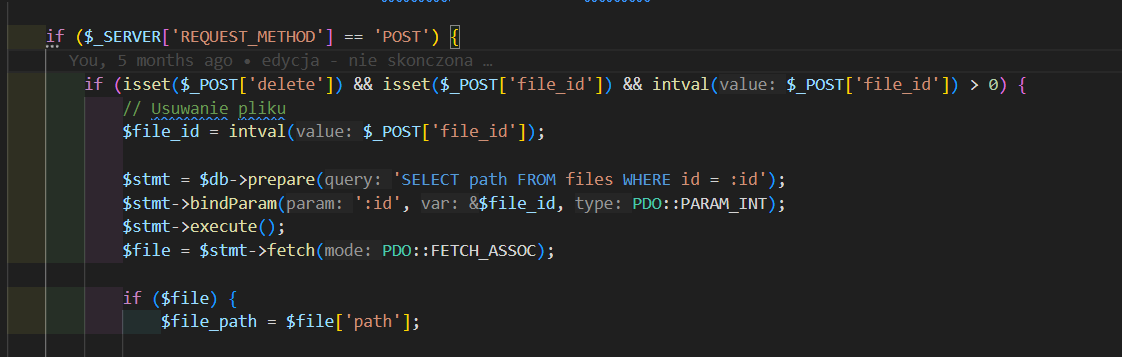 if ($_SERVER['REQUEST_METHOD'] == 'POST') {
You, 5 months ago • edycja - nie skonczona …
if (isset($_POST['delete']) && isset($_POST['file_id']) && intval(value: $_POST['file_id']) > 0) {
// Usuwanie pliku
$file_id = intval(value: $_POST['file_id']);
$stmt = $db->prepare(query: 'SELECT path FROM files WHERE id = :id');
$stmt->bindParam(param: ':id', var: &$file_id, type: PDO::PARAM_INT);
$stmt->execute();
$file = $stmt->fetch(mode: PDO::FETCH_ASSOC);
if ($file) {
$file_path = $file['path'];